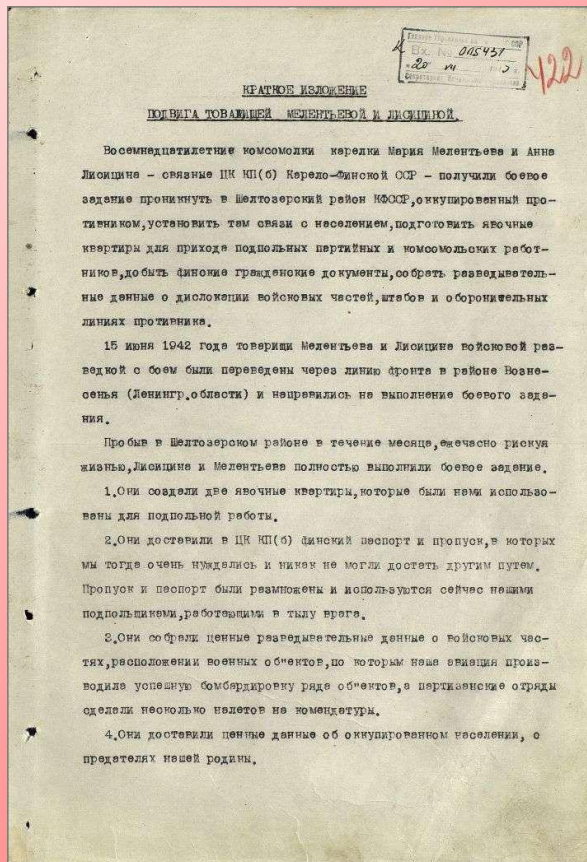 Вх. № 015431
422
КРАТКОЕ ИЗЛОЖЕНИЕ
ПОДВИГА ТОВАРИЩЕЙ МЕЛЕНТЬЕВОЙ И ЛИСИЦИНОЙ.
Восемнадцатилетние комсомолки карелки Мария Мелентьева и Анна
Лисицина - связные ЦК КП(б) Карело-Финской ССР - получили боевое
задание проникнуть в Шелтозерский район КФССР,оккупированный про-
тивником,установить там связи с населением,подготовить явочные
квартиры для прихода подпольных партийных и комсомольских работ-
ников,добыть финские гражданские документы,собрать разведыватель-
ные данные о дислокации войсковых частей,штабов и оборонительных
линиях противника.
15 июня 1942 года товарищи Мелентьева и Лисицина войсковой раз-
ведкой с боем были переведены через линию фронта в районе Возне-
сенья (Ленингр.области) и направились на выполнение боевого зада-
ния.
Пробыв в Шелтозерском районе в течение месяца,ежечасно рискуя
жизнью,Лисицина и Мелентьева полностью выполнили боевое задание.
1.Они создали две явочные квартиры,которые были нами использо-
ваны для подпольной работы.
2.Они доставили в ЦК КП(б) финский паспорт и пропуск,в которых
мы тогда очень нуждались и никак не могли достать другим путем.
Пропуск и паспорт были размножены и используются сейчас нашими
подпольщиками,работающими в тылу врага.
3.Они собрали ценные разведывательные данные о войсковых час-
тях,расположении военных об"ектов,по которым наша авиация произ-
водила успешную бомбардировку ряда об"ектов,а партизанские отряды
сделали несколько налетов на комендатуры.
4.Они доставили ценные данные об оккупированном населении, о
предателях нашей родины.